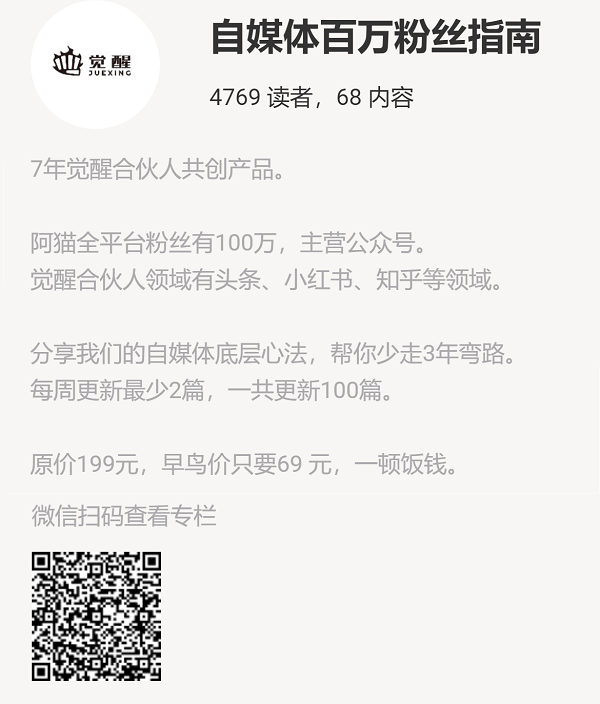 自媒体百万粉丝指南
觉醒
JUEXING
4769 读者，68 内容
7年觉醒合伙人共创产品。
阿猫全平台粉丝有100万，主营公众号。
觉醒合伙人领域有头条、小红书、知乎等领域。
分享我们的自媒体底层心法，帮你少走3年弯路。
每周更新最少2篇，一共更新100篇。
原价199元，早鸟价只要69 元，一顿饭钱。
微信扫码查看专栏